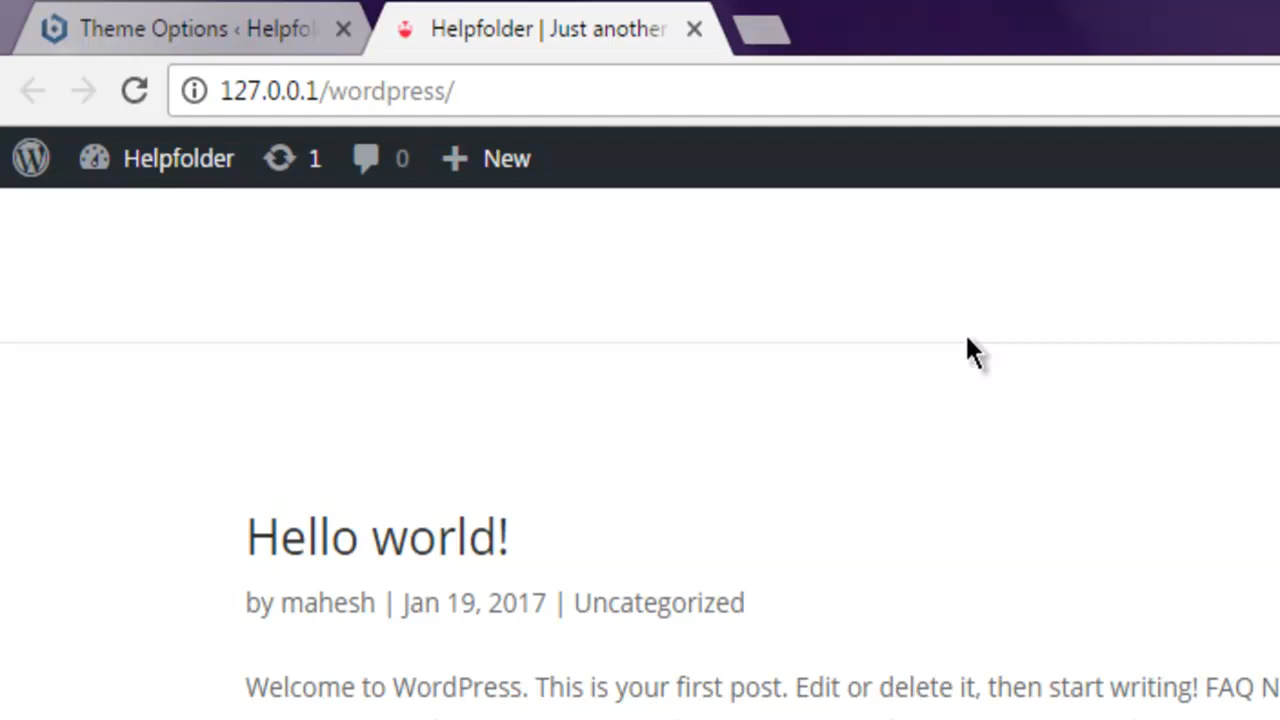 Theme Options ‹ Helpfol
Helpfolder | Just another
127.0.0.1/wordpress/
Helpfolder 1 0 New
Hello world!
by mahesh | Jan 19, 2017 | Uncategorized
Welcome to WordPress. This is your first post. Edit or delete it, then start writing! FAQ N